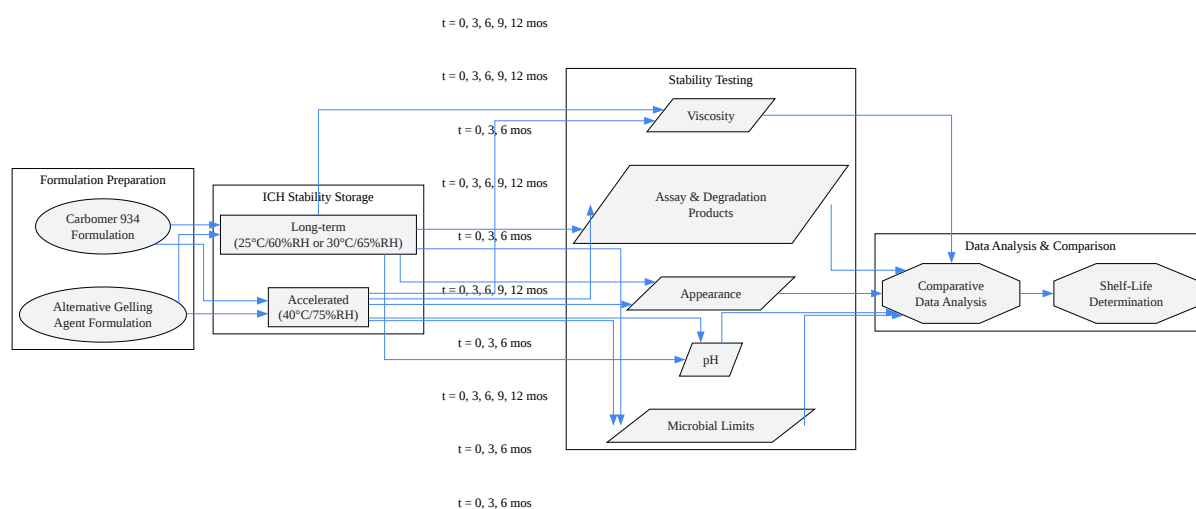 t = 0, 3, 6, 9, 12 mos
t = 0, 3, 6, 9, 12 mos
Stability Testing
Viscosity
t = 0, 3, 6 mos
Formulation Preparation
t = 0, 3, 6, 9, 12 mos
ICH Stability Storage
Assay & Degradation
Products
Carbomer 934
Formulation
Long-term
(25°C/60%RH or 30°C/65%RH)
t = 0, 3, 6 mos
Data Analysis & Comparison
Alternative Gelling
Agent Formulation
Accelerated
(40°C/75%RH)
t = 0, 3, 6, 9, 12 mos
Appearance
Comparative
Data Analysis
Shelf-Life
Determination
t = 0, 3, 6 mos
pH
t = 0, 3, 6, 9, 12 mos
Microbial Limits
t = 0, 3, 6 mos
t = 0, 3, 6 mos